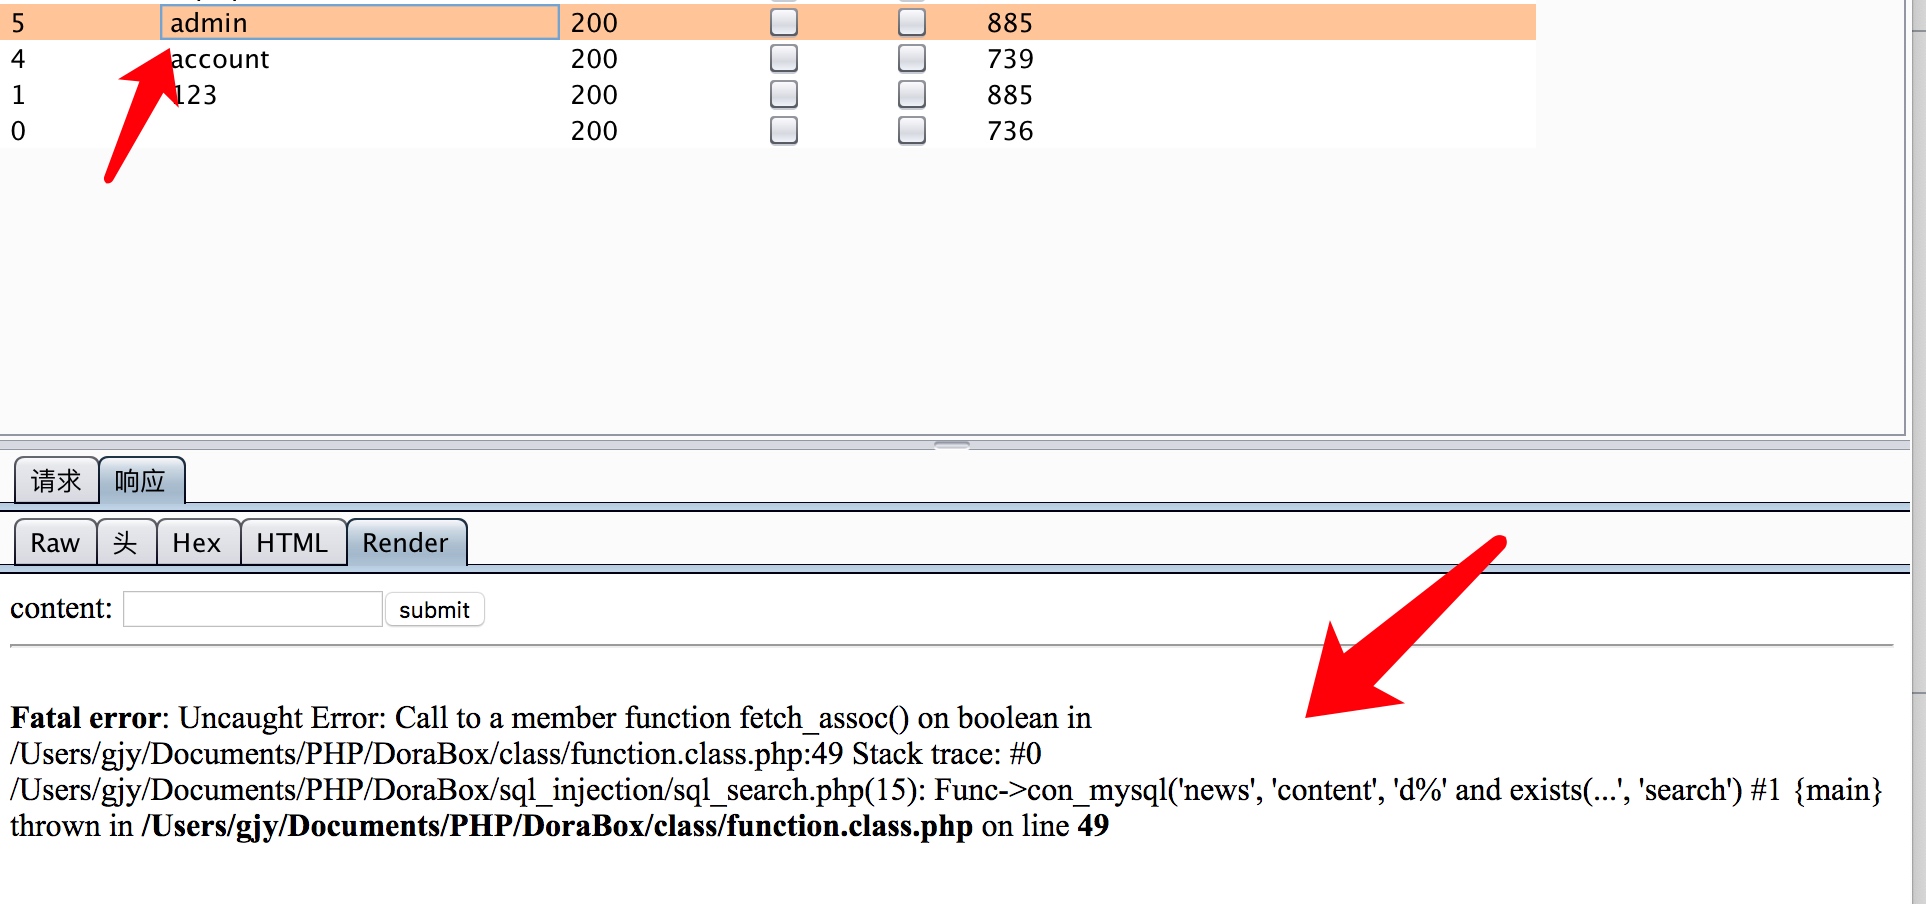 5 admin 200 885
4 account 200 739
1 123 200 885
0 200 736
请求 响应
Raw 头 Hex HTML Render
content: submit
Fatal error: Uncaught Error: Call to a member function fetch_assoc() on boolean in
/Users/gjy/Documents/PHP/DoraBox/class/function.class.php:49 Stack trace: #0
/Users/gjy/Documents/PHP/DoraBox/sql_injection/sql_search.php(15): Func->con_mysql('news', 'content', 'd%' and exists(...', 'search') #1 {main}
thrown in /Users/gjy/Documents/PHP/DoraBox/class/function.class.php on line 49